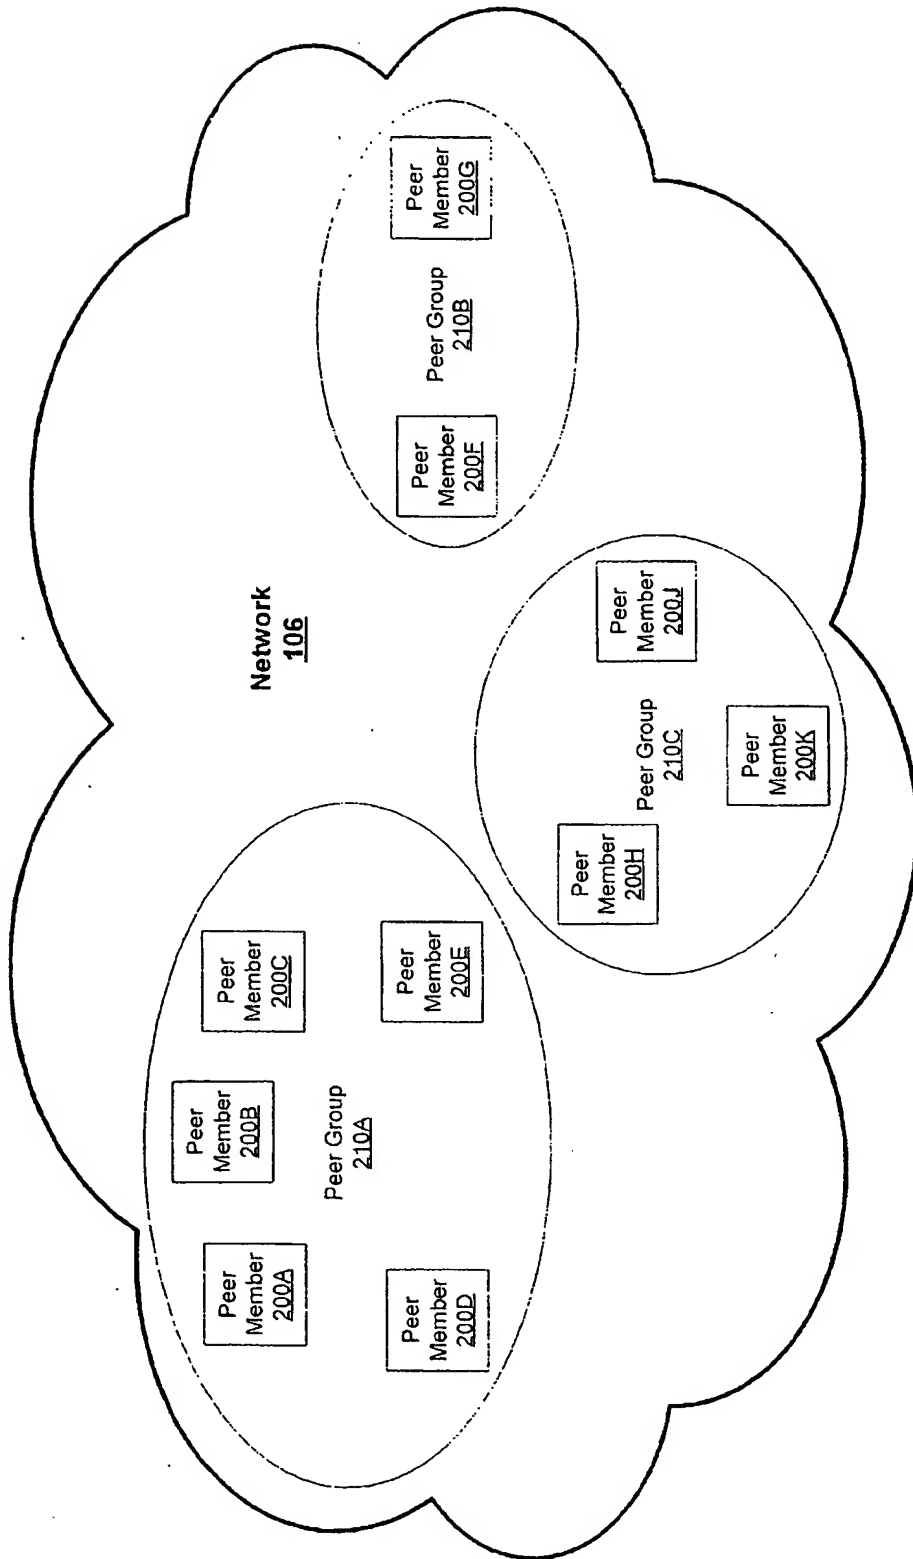 Network
106
Peer
Member
200A
Peer
Member
200B
Peer
Member
200C
Peer Group
210A
Peer
Member
200D
Peer
Member
200E
Peer
Member
200F
Peer Group
210B
Peer
Member
200G
Peer
Member
200H
Peer Group
210C
Peer
Member
200J
Peer
Member
200K